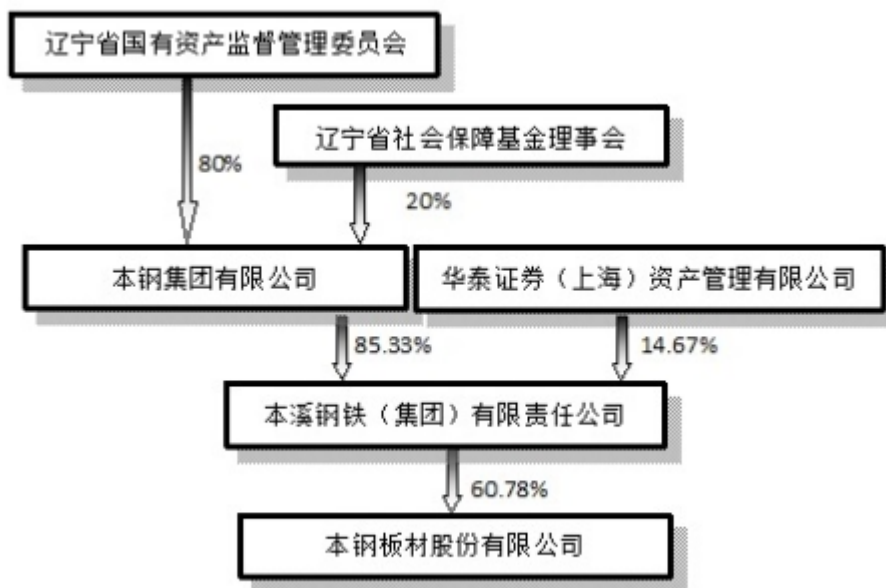 辽宁省国有资产监督管理委员会
辽宁省社会保障基金理事会
80%
20%
本钢集团有限公司
华泰证券（上海）资产管理有限公司
85.33%
14.67%
本溪钢铁（集团）有限责任公司
60.78%
本钢板材股份有限公司